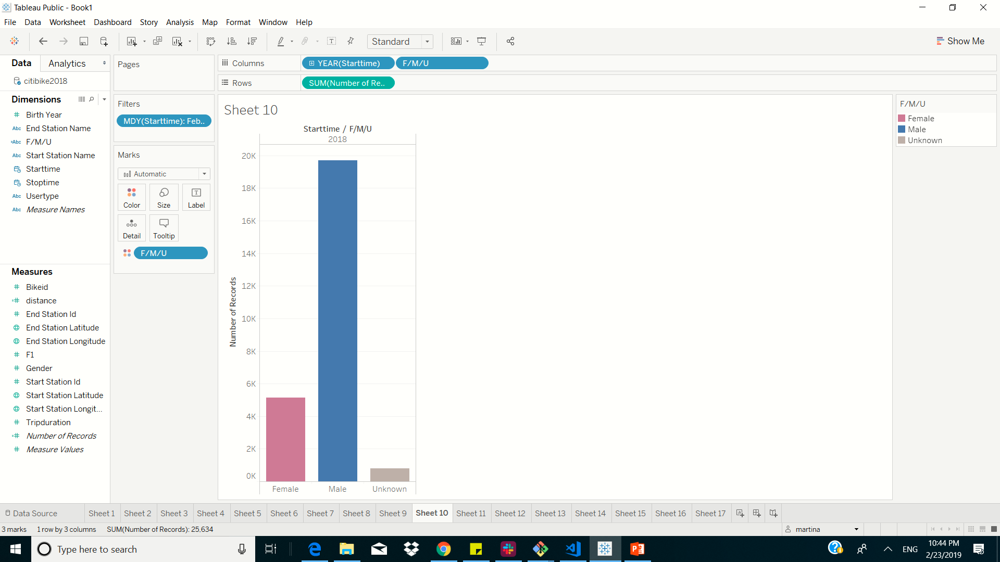 Tableau Public - Book1
File Data Worksheet Dashboard Story Analysis Map Format Window Help
Standard
Show Me
Data Analytics
citibike2018
Dimensions
Birth Year
Abc End Station Name
=Abc F/M/U
Abc Start Station Name
Starttime
Stoptime
Abc Usertype
Abc Measure Names
Measures
Bikeid
distance
End Station Id
End Station Latitude
End Station Longitude
F1
Gender
Start Station Id
Start Station Latitude
Start Station Longit...
Tripduration
Number of Records
Measure Values
Pages
Filters
MDY(Starttime): Feb..
Marks
Automatic
Color Size Label
Detail Tooltip
F/M/U
Columns YEAR(Starttime) F/M/U
Rows SUM(Number of Re..
Sheet 10
Starttime / F/M/U
2018
20K
18K
16K
14K
12K
10K
8K
6K
4K
2K
0K
Number of Records
Female Male Unknown
F/M/U
Female
Male
Unknown
Data Source Sheet 1 Sheet 2 Sheet 3 Sheet 4 Sheet 5 Sheet 6 Sheet 7 Sheet 8 Sheet 9 Sheet 10 Sheet 11 Sheet 12 Sheet 13 Sheet 14 Sheet 15 Sheet 16 Sheet 17
3 marks 1 row by 3 columns SUM(Number of Records): 25,634 martina
Type here to search
ENG
10:44 PM
2/23/2019